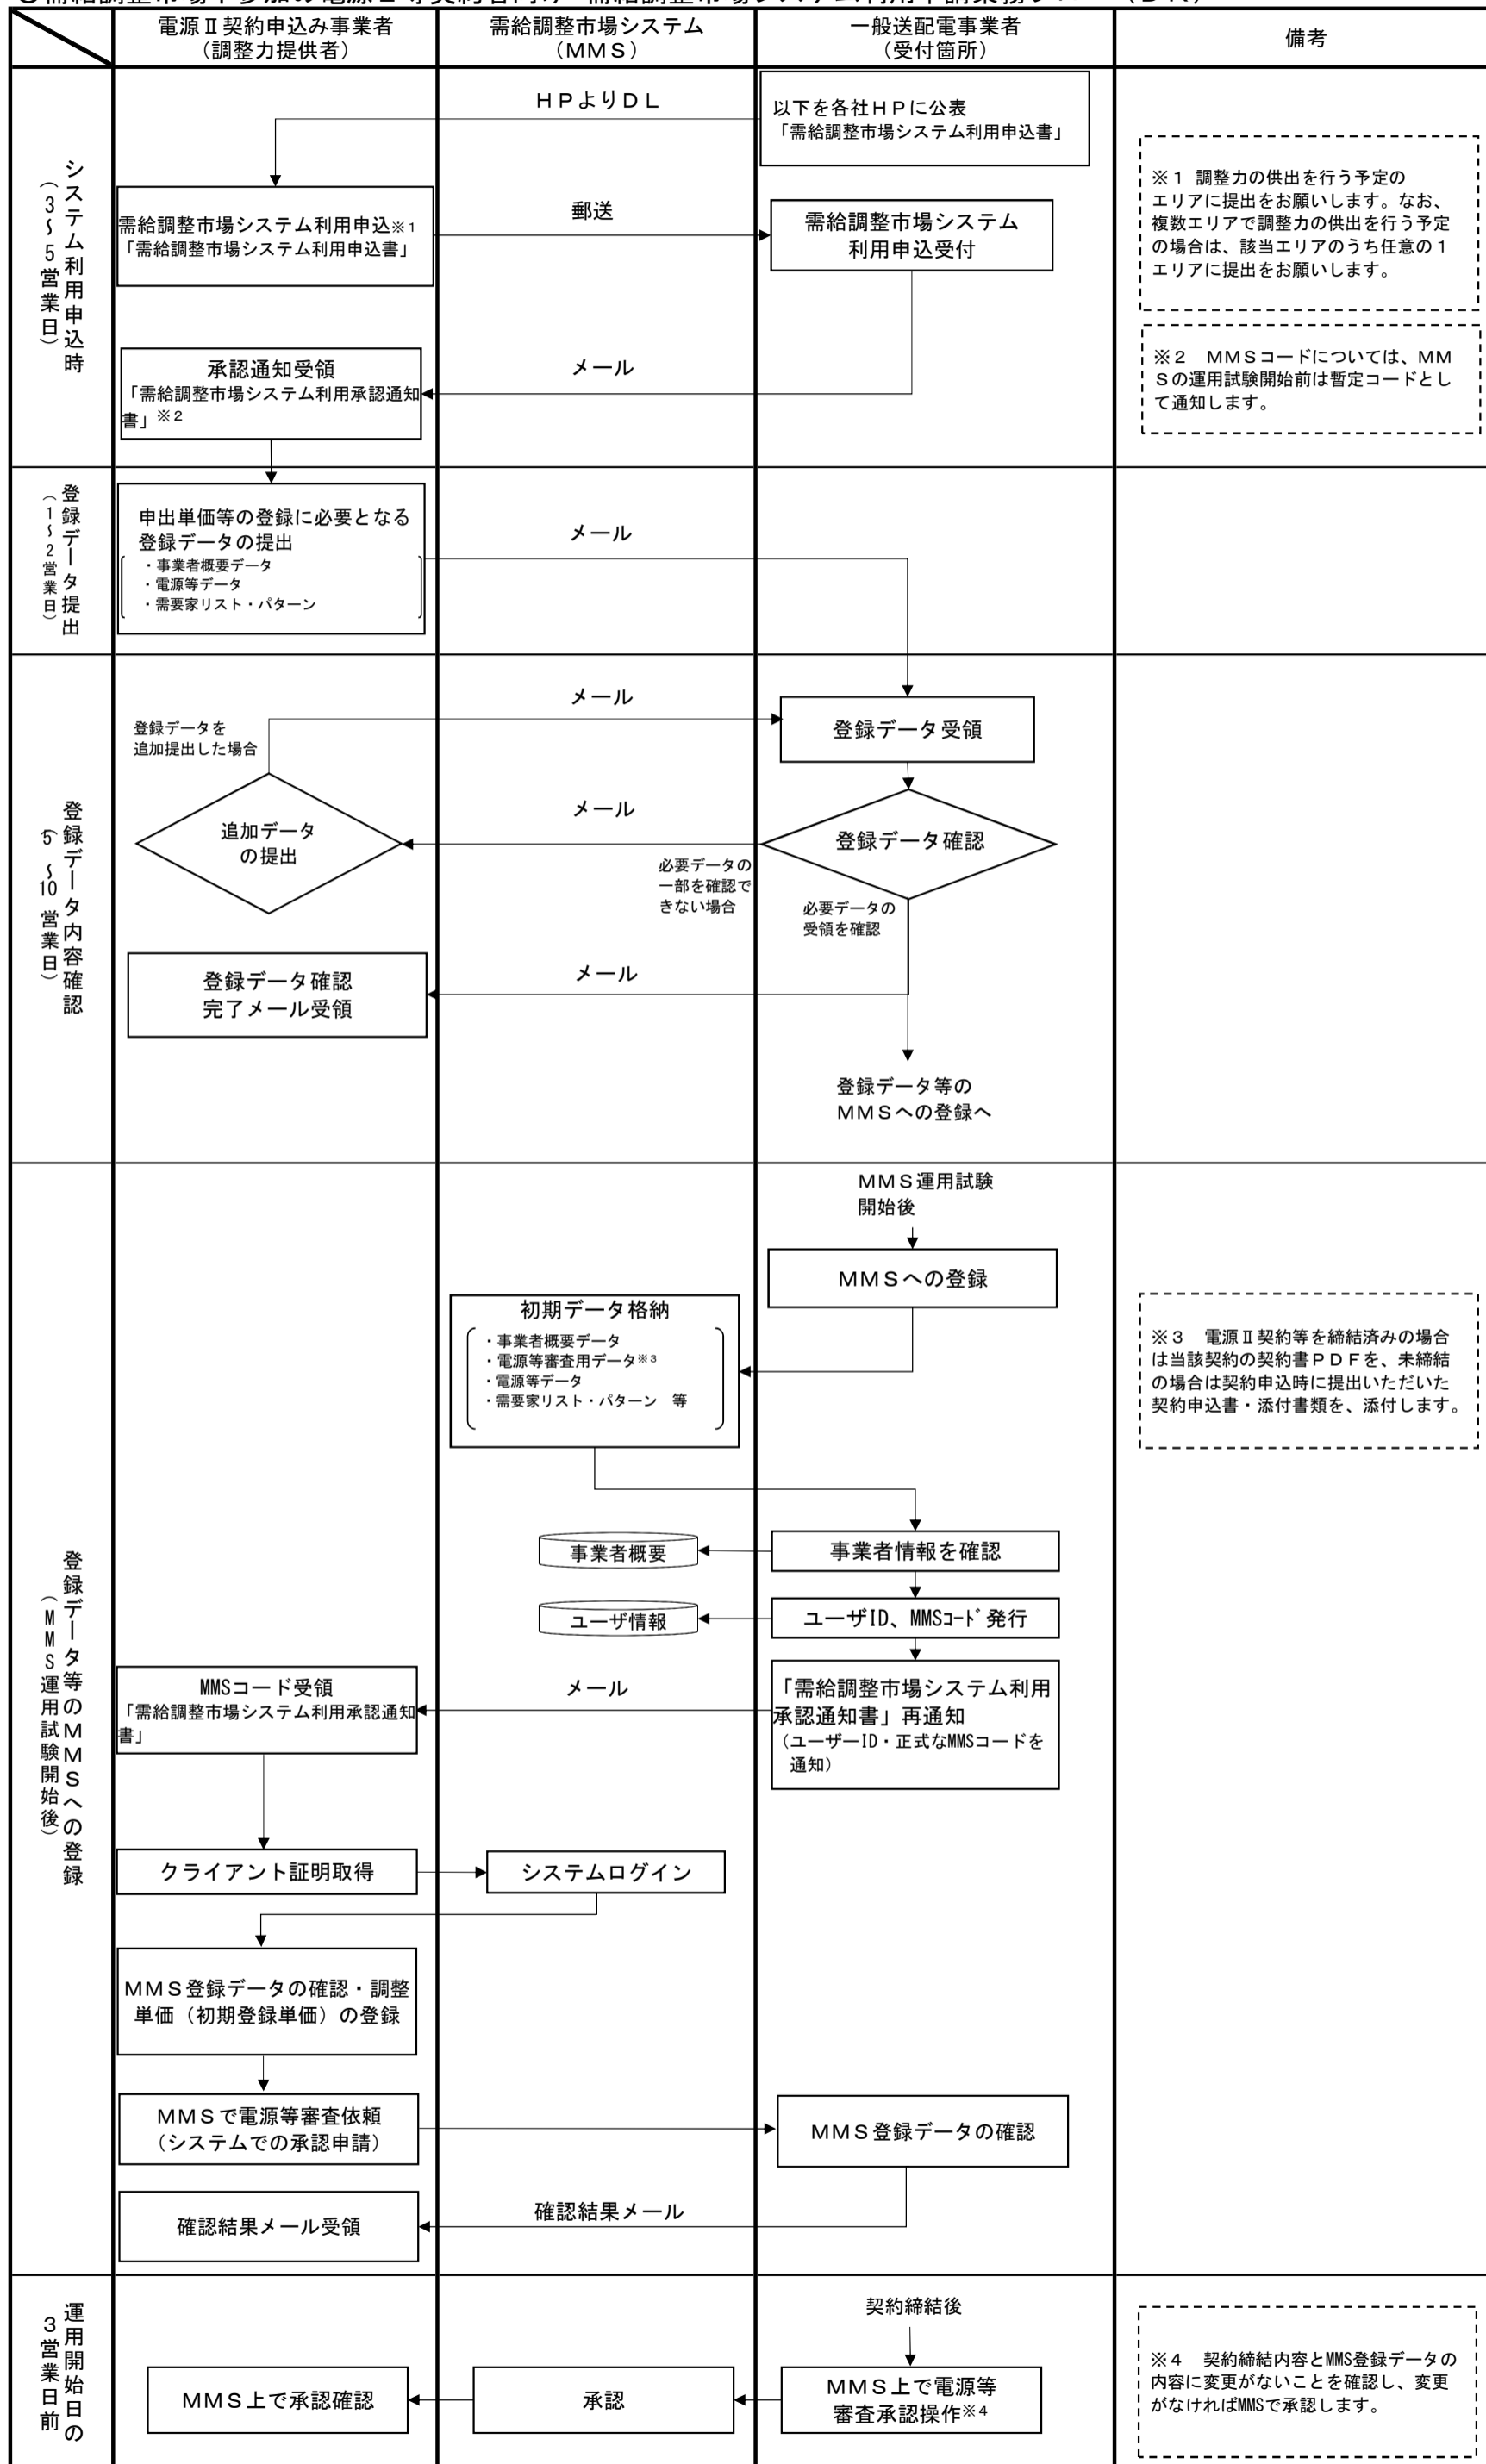 電源Ⅱ契約申込み事業者
（調整力提供者）
需給調整市場システム
（ＭＭＳ）
一般送配電事業者
（受付箇所）
備考
システム利用申込時
（３～５営業日）
ＨＰよりＤＬ
以下を各社ＨＰに公表
「需給調整市場システム利用申込書」
需給調整市場システム利用申込※１
「需給調整市場システム利用申込書」
郵送
需給調整市場システム
利用申込受付
※１ 調整力の供出を行う予定の
エリアに提出をお願いします。なお、
複数エリアで調整力の供出を行う予定
の場合は、該当エリアのうち任意の１
エリアに提出をお願いします。
承認通知受領
「需給調整市場システム利用承認通知
書」※２
メール
※２　ＭＭＳコードについては、ＭＭ
Ｓの運用試験開始前は暫定コードとし
て通知します。
登録データ提出
（１～２営業日）
申出単価等の登録に必要となる
登録データの提出
・事業者概要データ
・電源等データ
・需要家リスト・パターン
メール
登録データ内容確認
（５～10営業日）
メール
登録データを
追加提出した場合
登録データ受領
追加データ
の提出
メール
登録データ確認
必要データの
一部を確認で
きない場合
必要データの
受領を確認
登録データ確認
完了メール受領
メール
登録データ等の
ＭＭＳへの登録へ
登録データ等のＭＭＳへの登録
（ＭＭＳ運用試験開始後）
ＭＭＳ運用試験
開始後
ＭＭＳへの登録
初期データ格納
・事業者概要データ
・電源等審査用データ※３
・電源等データ
・需要家リスト・パターン　等
※３　電源Ⅱ契約等を締結済みの場合
は当該契約の契約書ＰＤＦを、未締結
の場合は契約申込時に提出いただいた
契約申込書・添付書類を、添付します。
事業者概要
事業者情報を確認
ユーザ情報
ユーザID、MMSｺｰﾄﾞ発行
MMSコード受領
「需給調整市場システム利用承認通知
書」
メール
「需給調整市場システム利用
承認通知書」再通知
（ユーザーID・正式なMMSコードを
通知）
クライアント証明取得
システムログイン
ＭＭＳ登録データの確認・調整
単価（初期登録単価）の登録
ＭＭＳで電源等審査依頼
（システムでの承認申請）
ＭＭＳ登録データの確認
確認結果メール受領
確認結果メール
運用開始日の
３営業日前
契約締結後
ＭＭＳ上で承認確認
承認
ＭＭＳ上で電源等
審査承認操作※４
※４　契約締結内容とMMS登録データの
内容に変更がないことを確認し、変更
がなければMMSで承認します。